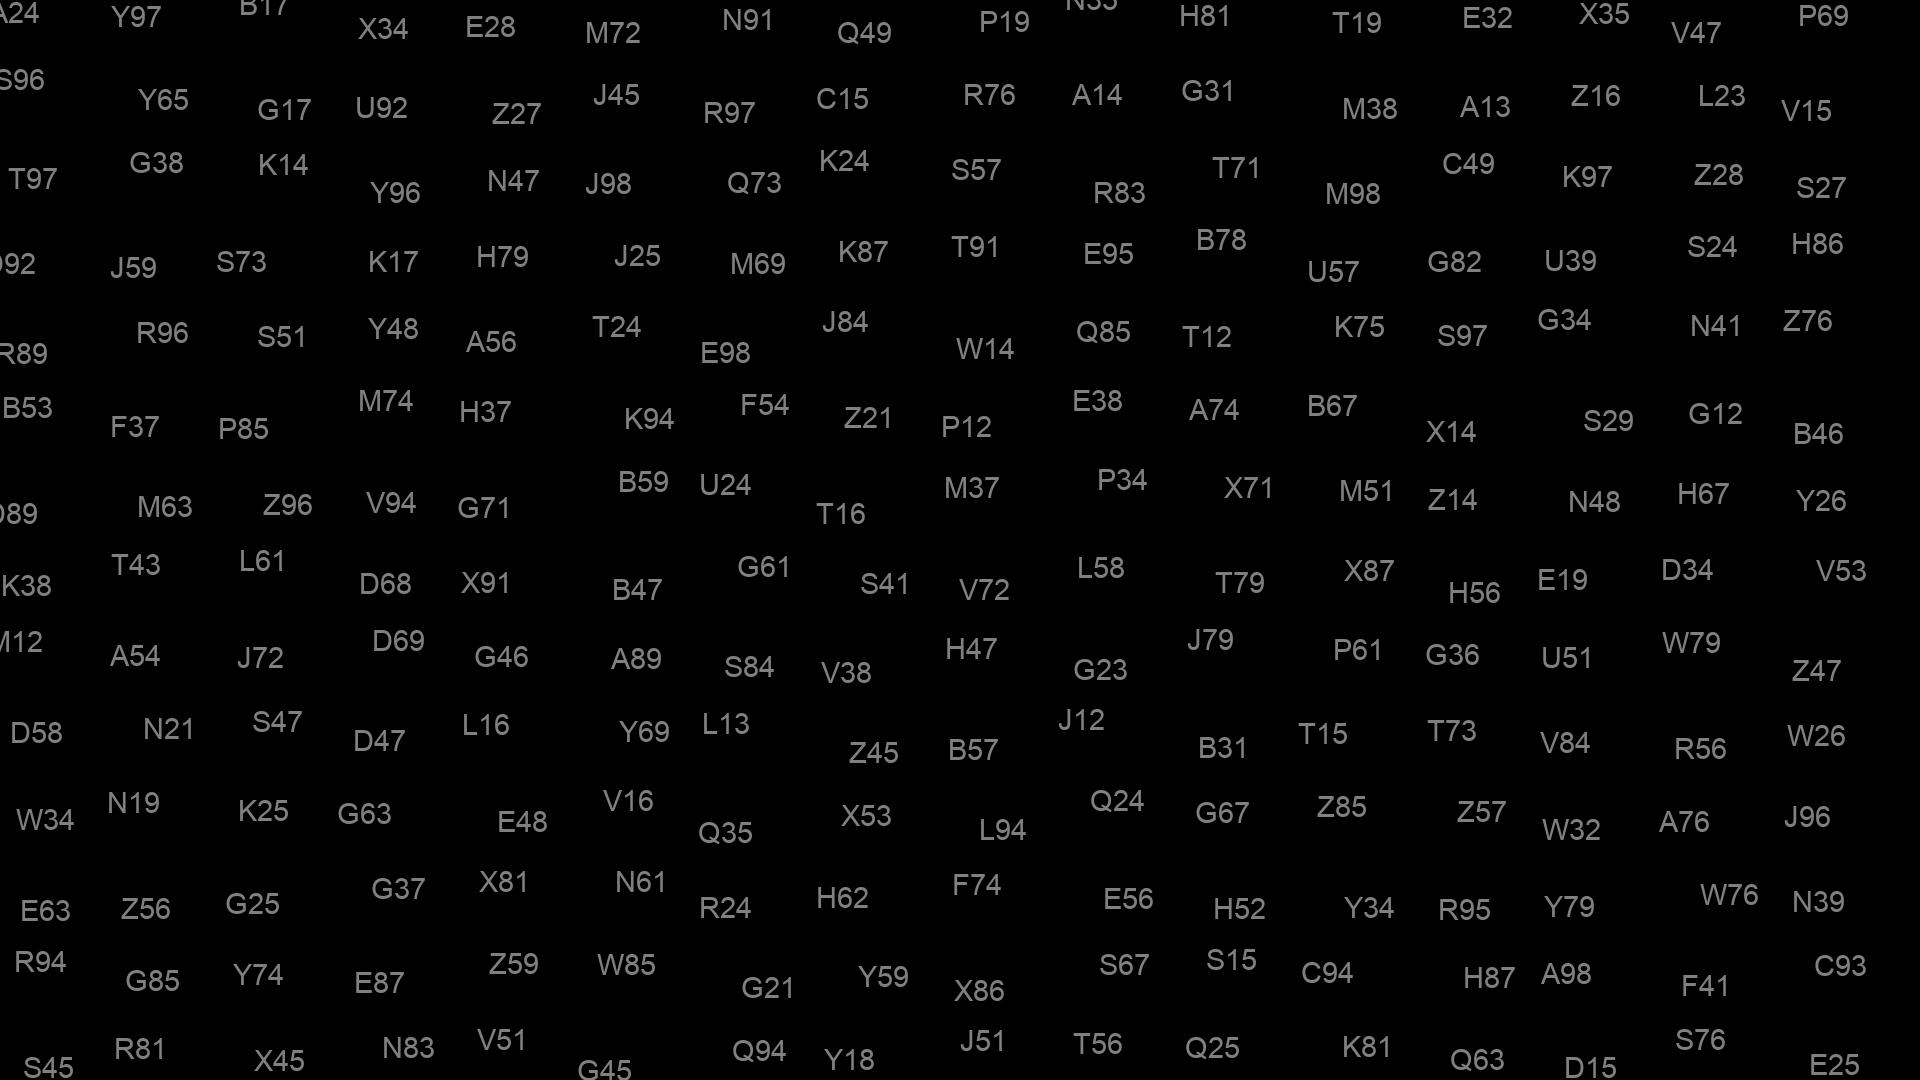 A24 Y97 B17 X34 E28 M72 N91 Q49 P19 N35 H81 T19 E32 X35 V47 P69
S96 Y65 G17 U92 Z27 J45 R97 C15 R76 A14 G31 M38 A13 Z16 L23 V15
T97 G38 K14 Y96 N47 J98 Q73 K24 S57 R83 T71 M98 C49 K97 Z28 S27
J59 S73 K17 H79 J25 M69 K87 T91 E95 B78 U57 G82 U39 S24 H86
R89 R96 S51 Y48 A56 T24 E98 J84 W14 Q85 T12 K75 S97 G34 N41 Z76
B53 F37 P85 M74 H37 K94 F54 Z21 P12 E38 A74 B67 X14 S29 G12 B46
M63 Z96 V94 G71 B59 U24 T16 M37 P34 X71 M51 Z14 N48 H67 Y26
K38 T43 L61 D68 X91 B47 G61 S41 V72 L58 T79 X87 H56 E19 D34 V53
M12 A54 J72 D69 G46 A89 S84 V38 H47 G23 J79 P61 G36 U51 W79 Z47
D58 N21 S47 D47 L16 Y69 L13 Z45 B57 J12 B31 T15 T73 V84 R56 W26
W34 N19 K25 G63 E48 V16 Q35 X53 L94 Q24 G67 Z85 Z57 W32 A76 J96
E63 Z56 G25 G37 X81 N61 R24 H62 F74 E56 H52 Y34 R95 Y79 W76 N39
R94 G85 Y74 E87 Z59 W85 G21 Y59 X86 S67 S15 C94 H87 A98 F41 C93
S45 R81 X45 N83 V51 G45 Q94 Y18 J51 T56 Q25 K81 Q63 D15 S76 E25